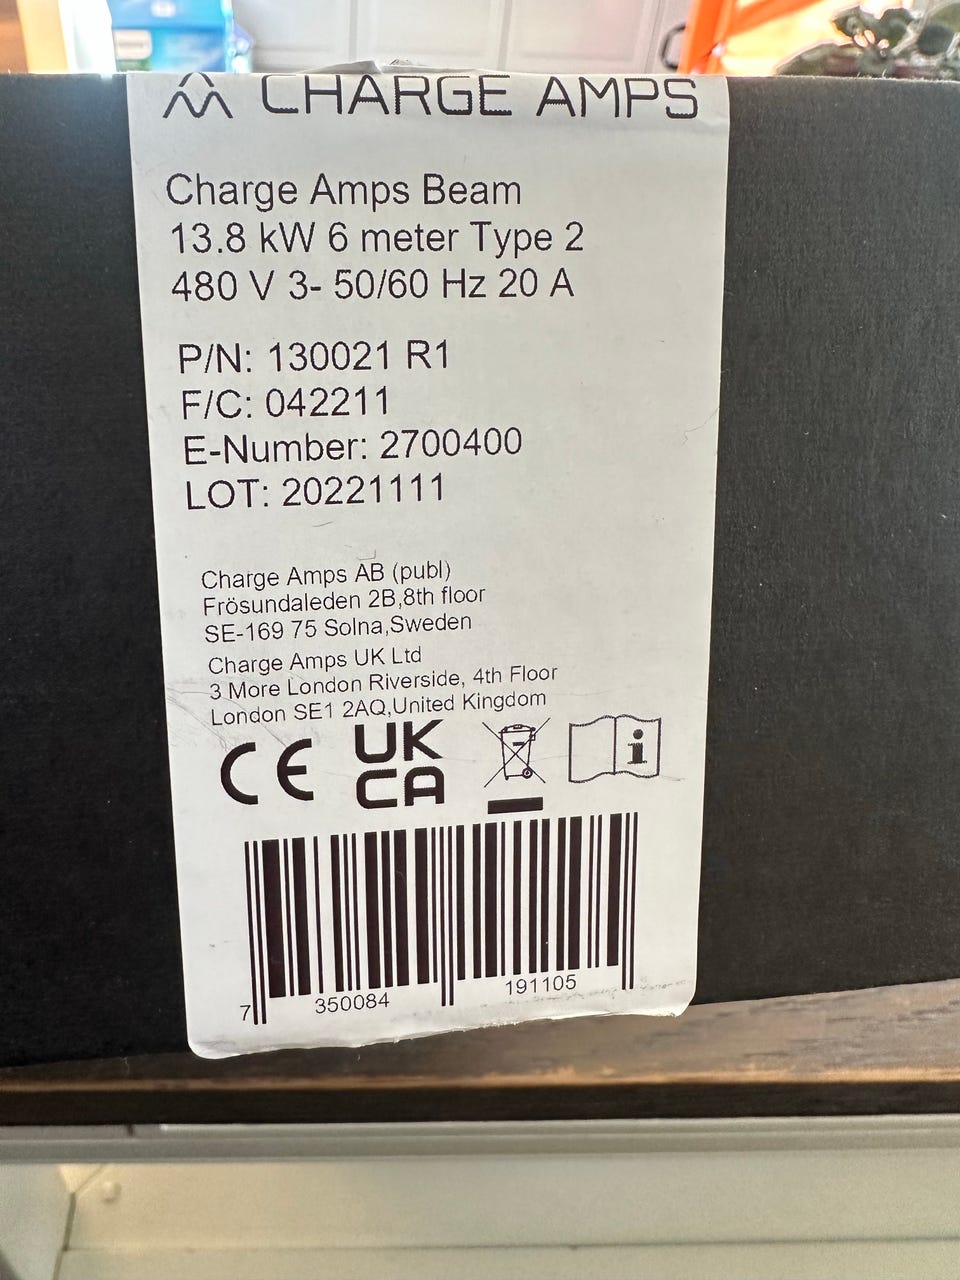 CHARGE AMPS
Charge Amps Beam
13.8 kW 6 meter Type 2
480 V 3- 50/60 Hz 20 A
P/N: 130021 R1
F/C: 042211
E-Number: 2700400
LOT: 20221111
Charge Amps AB (publ)
Frösundaleden 2B,8th floor
SE-169 75 Solna,Sweden
Charge Amps UK Ltd
3 More London Riverside, 4th Floor
London SE1 2AQ,United Kingdom
CE UK CA i
7 350084 191105